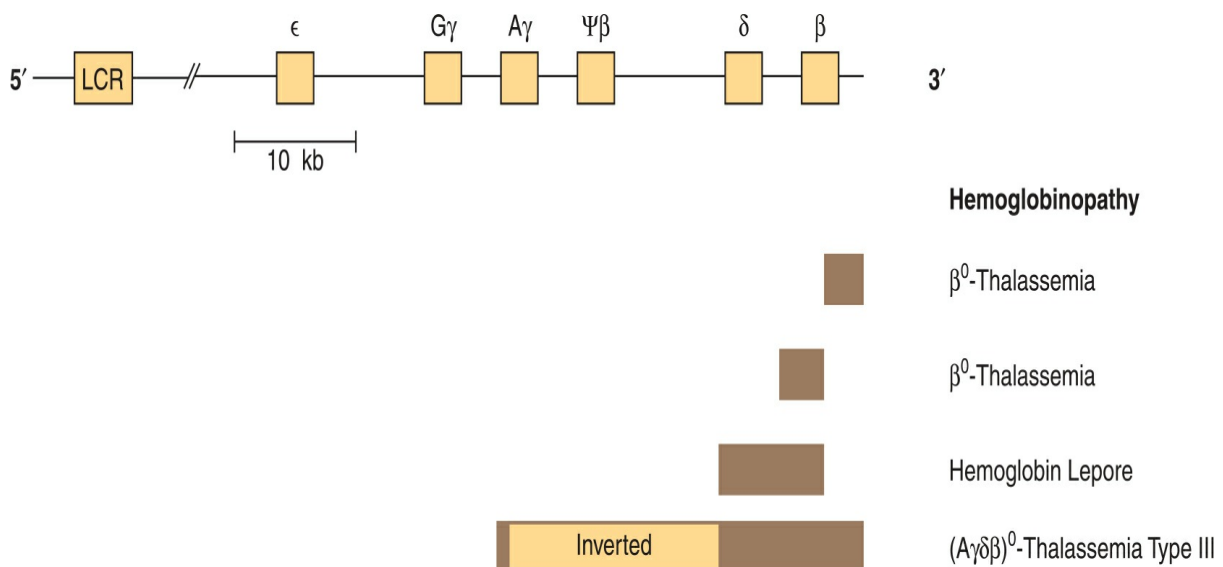 ϵ Gγ Aγ Ψβ δ β
5′ LCR 3′
10 kb
Hemoglobinopathy
β⁰-Thalassemia
β⁰-Thalassemia
Hemoglobin Lepore
Inverted (Aγδβ)⁰-Thalassemia Type III